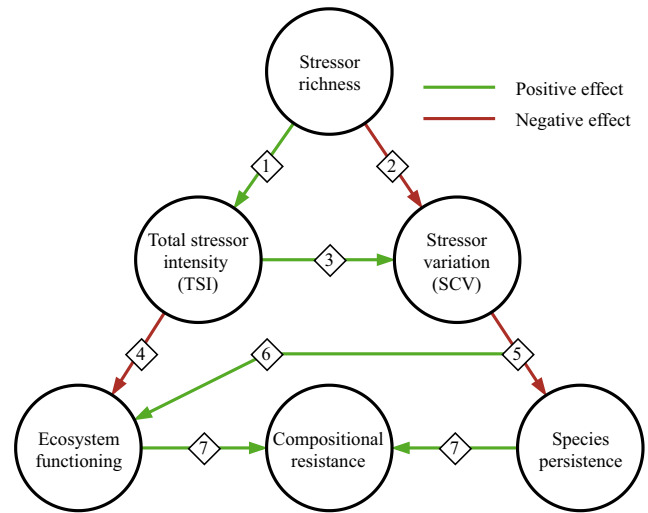 Stressor
richness
Positive effect
Negative effect
1
2
Total stressor
intensity
(TSI)
3
Stressor
variation
(SCV)
4
6
5
Ecosystem
functioning
7
Compositional
resistance
7
Species
persistence